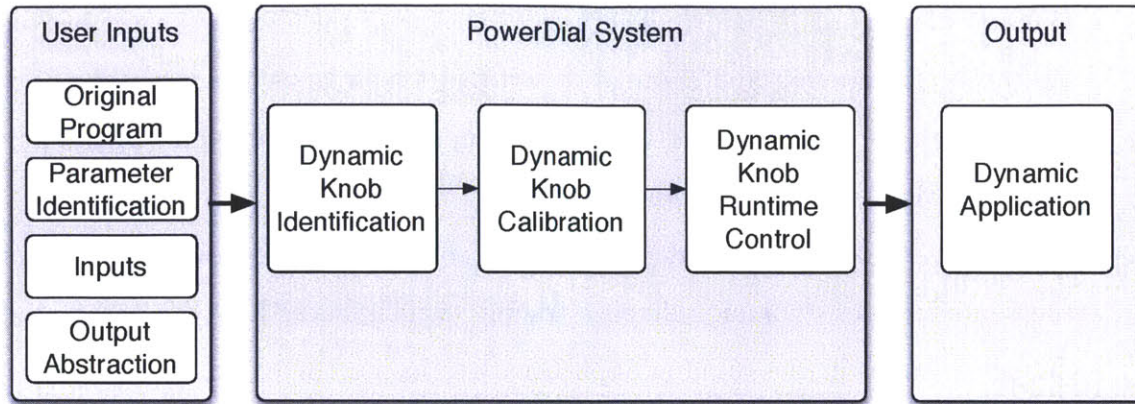 User Inputs
Original
Program
Parameter
Identification
Inputs
Output
Abstraction
PowerDial System
Dynamic
Knob
Identification
Dynamic
Knob
Calibration
Dynamic
Knob
Runtime
Control
Output
Dynamic
Application